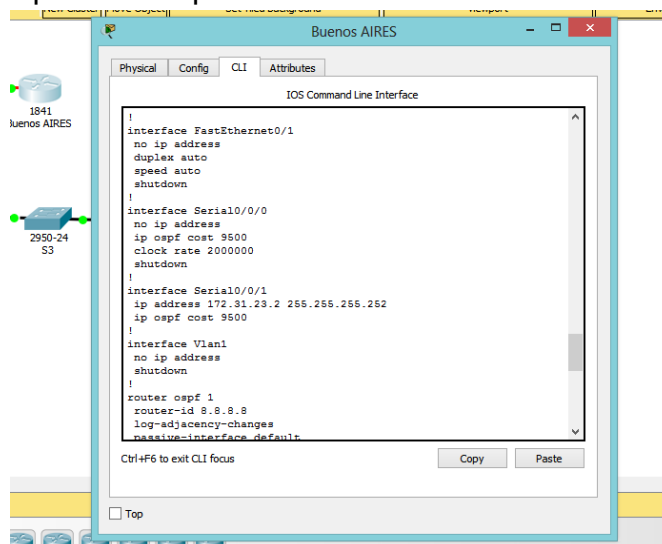 Buenos AIRES
Physical Config CLI Attributes
IOS Command Line Interface
1841
Buenos AIRES
2950-24
S3
!
interface FastEthernet0/1
 no ip address
 duplex auto
 speed auto
 shutdown
!
interface Serial0/0/0
 no ip address
 ip ospf cost 9500
 clock rate 2000000
 shutdown
!
interface Serial0/0/1
 ip address 172.31.23.2 255.255.255.252
 ip ospf cost 9500
!
interface Vlan1
 no ip address
 shutdown
!
router ospf 1
 router-id 8.8.8.8
 log-adjacency-changes
 passive-interface default
Ctrl+F6 to exit CLI focus
Copy Paste
Top